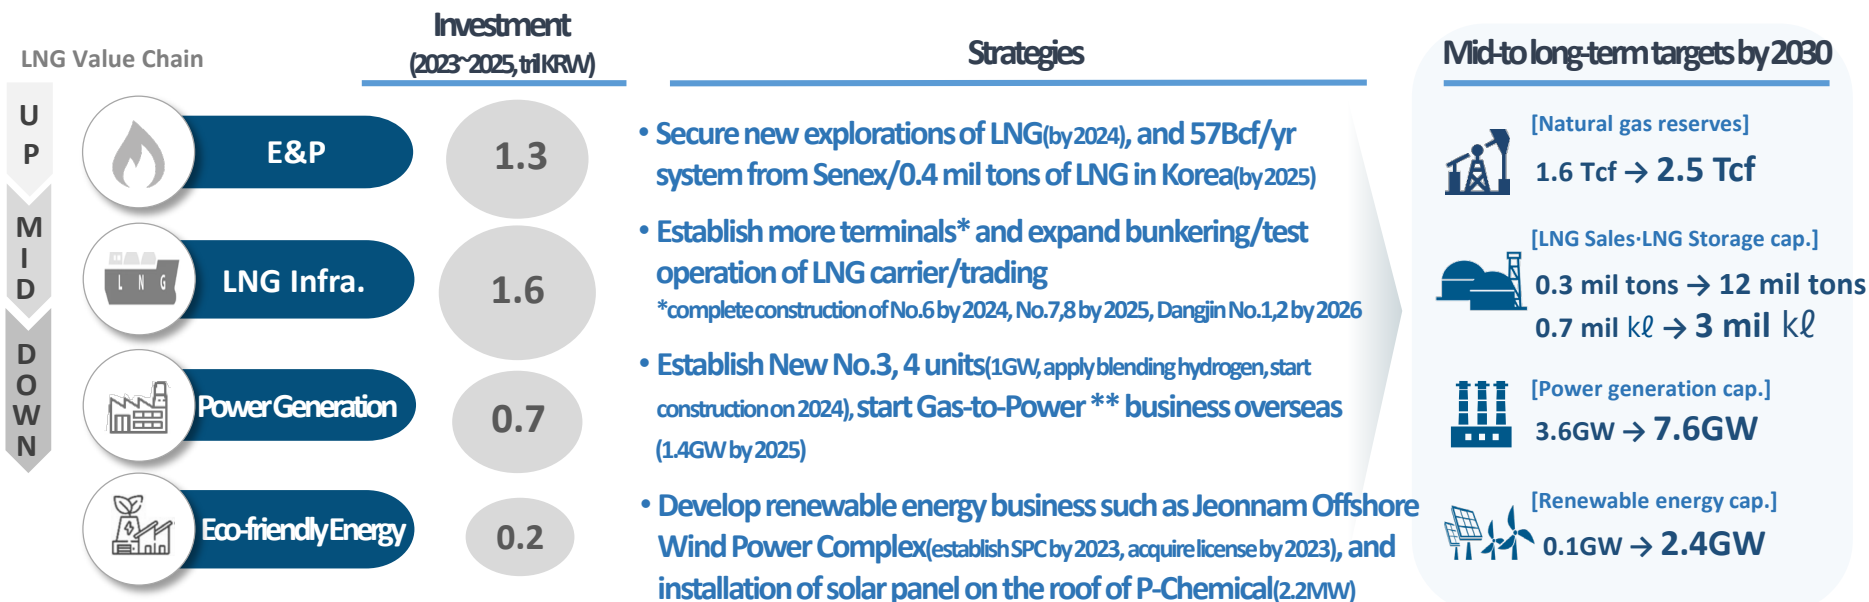 LNG Value Chain
Investment
(2023~2025, tril KRW)
Strategies
Mid-to long-term targets by 2030
UP
MID
DOWN
E&P
1.3
• Secure new explorations of LNG(by 2024), and 57Bcf/yr
system from Senex/0.4 mil tons of LNG in Korea(by 2025)
[Natural gas reserves]
1.6 Tcf → 2.5 Tcf
LNG
LNG Infra.
1.6
• Establish more terminals* and expand bunkering/test
operation of LNG carrier/trading
*complete construction of No.6 by 2024, No.7,8 by 2025, Dangjin No.1,2 by 2026
[LNG Sales·LNG Storage cap.]
0.3 mil tons → 12 mil tons
0.7 mil kℓ → 3 mil kℓ
Power Generation
0.7
• Establish New No.3, 4 units(1GW, apply blending hydrogen, start
construction on 2024), start Gas-to-Power ** business overseas
(1.4GW by 2025)
[Power generation cap.]
3.6GW → 7.6GW
Eco-friendly Energy
0.2
• Develop renewable energy business such as Jeonnam Offshore
Wind Power Complex(establish SPC by 2023, acquire license by 2023), and
installation of solar panel on the roof of P-Chemical(2.2MW)
[Renewable energy cap.]
0.1GW → 2.4GW